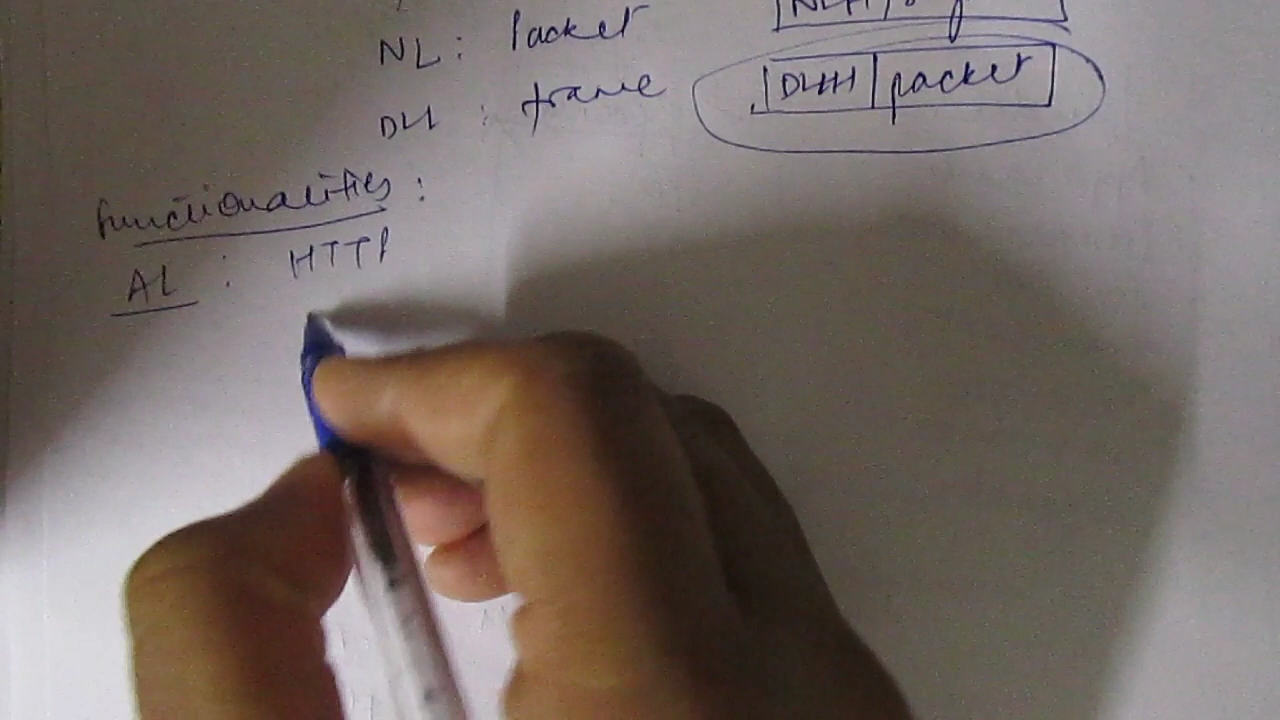 NL : Packet
DLL : frame DLH packet
functionalities :
AL : HTTP